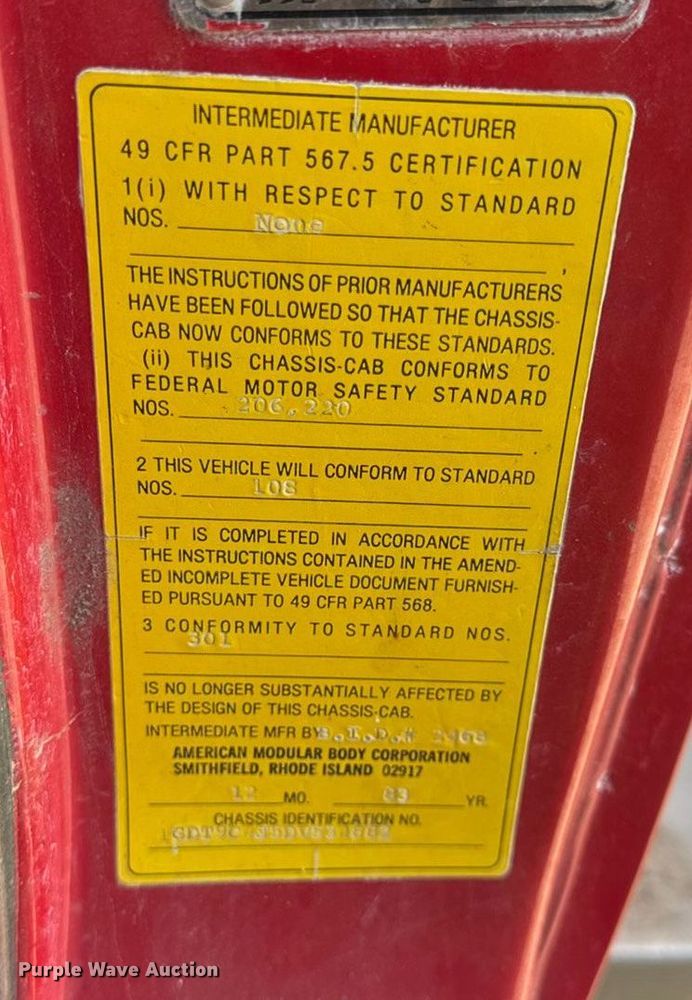 INTERMEDIATE MANUFACTURER
49 CFR PART 567.5 CERTIFICATION
1(i) WITH RESPECT TO STANDARD
NOS. None
,
THE INSTRUCTIONS OF PRIOR MANUFACTURERS
HAVE BEEN FOLLOWED SO THAT THE CHASSIS-
CAB NOW CONFORMS TO THESE STANDARDS.
(ii) THIS CHASSIS-CAB CONFORMS TO
FEDERAL MOTOR SAFETY STANDARD
NOS. 206,220
2 THIS VEHICLE WILL CONFORM TO STANDARD
NOS. 108
IF IT IS COMPLETED IN ACCORDANCE WITH
THE INSTRUCTIONS CONTAINED IN THE AMEND-
ED INCOMPLETE VEHICLE DOCUMENT FURNISH-
ED PURSUANT TO 49 CFR PART 568.
3 CONFORMITY TO STANDARD NOS.
301
IS NO LONGER SUBSTANTIALLY AFFECTED BY
THE DESIGN OF THIS CHASSIS-CAB.
INTERMEDIATE MFR BY
AMERICAN MODULAR BODY CORPORATION
SMITHFIELD, RHODE ISLAND 02917
12 MO. 83 YR.
CHASSIS IDENTIFICATION NO.
Purple Wave Auction